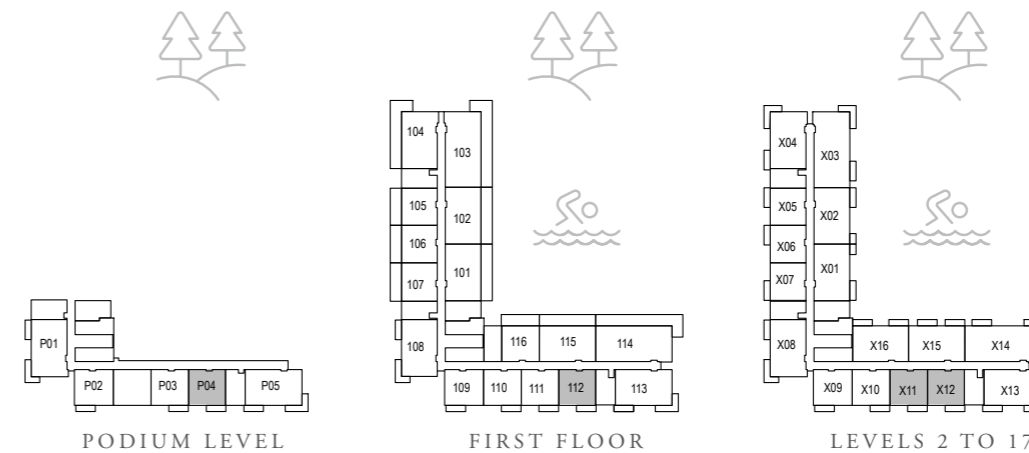 P01
P02 P03 P04 P05
PODIUM LEVEL
104 103
105 102
106
107 101
108 116 115 114
109 110 111 112 113
FIRST FLOOR
X04 X03
X05 X02
X06
X07 X01
X08 X16 X15 X14
X09 X10 X11 X12 X13
LEVELS 2 TO 17